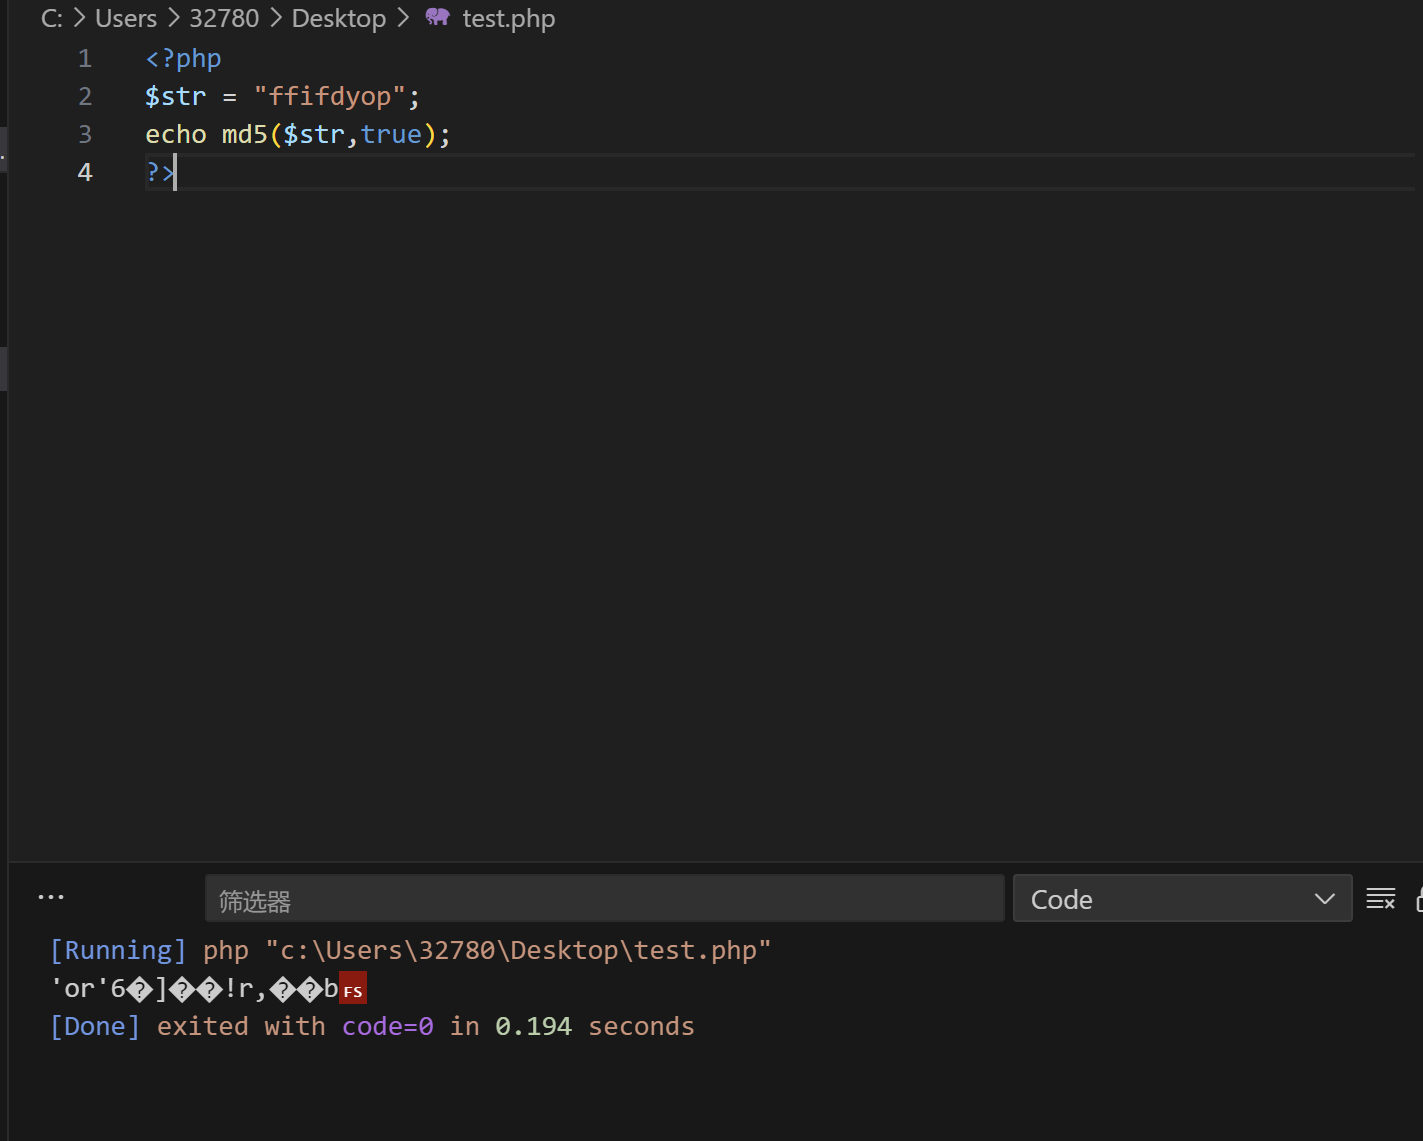 C: > Users > 32780 > Desktop > test.php
1 <?php
2 $str = "ffifdyop";
3 echo md5($str,true);
4 ?>
...
筛选器
Code
[Running] php "c:\Users\32780\Desktop\test.php"
'or'6�]��!r,��bFS
[Done] exited with code=0 in 0.194 seconds